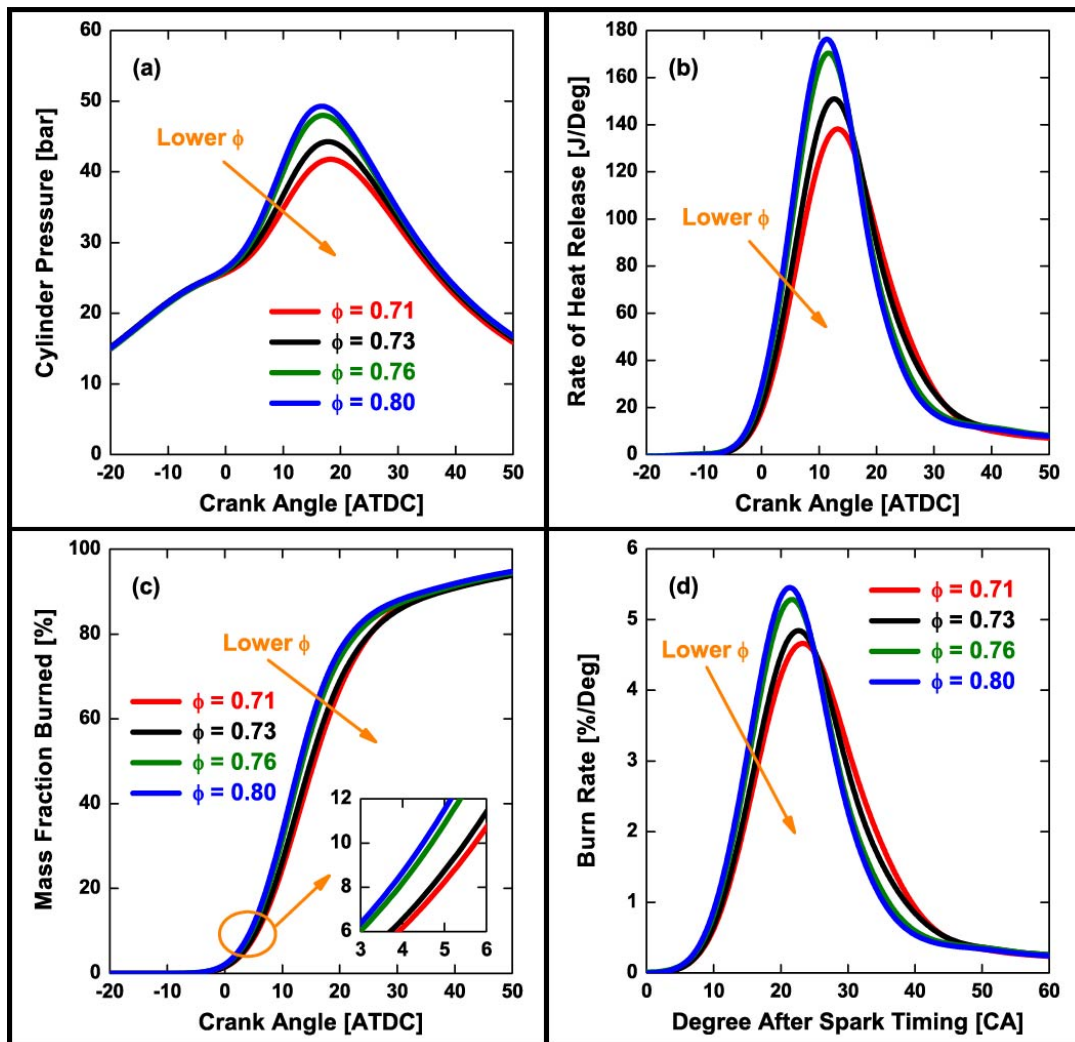 (a)
Cylinder Pressure [bar]
60
50
40
30
20
10
0
Lower ϕ
ϕ = 0.71
ϕ = 0.73
ϕ = 0.76
ϕ = 0.80
-20 -10 0 10 20 30 40 50
Crank Angle [ATDC]
(b)
Rate of Heat Release [J/Deg]
180
160
140
120
100
80
60
40
20
0
Lower ϕ
-20 -10 0 10 20 30 40 50
Crank Angle [ATDC]
(c)
Mass Fraction Burned [%]
100
80
60
40
20
0
Lower ϕ
ϕ = 0.71
ϕ = 0.73
ϕ = 0.76
ϕ = 0.80
12
10
8
6
3 4 5 6
-20 -10 0 10 20 30 40 50
Crank Angle [ATDC]
(d)
Burn Rate [%/Deg]
6
5
4
3
2
1
0
ϕ = 0.71
ϕ = 0.73
ϕ = 0.76
ϕ = 0.80
Lower ϕ
0 10 20 30 40 50 60
Degree After Spark Timing [CA]